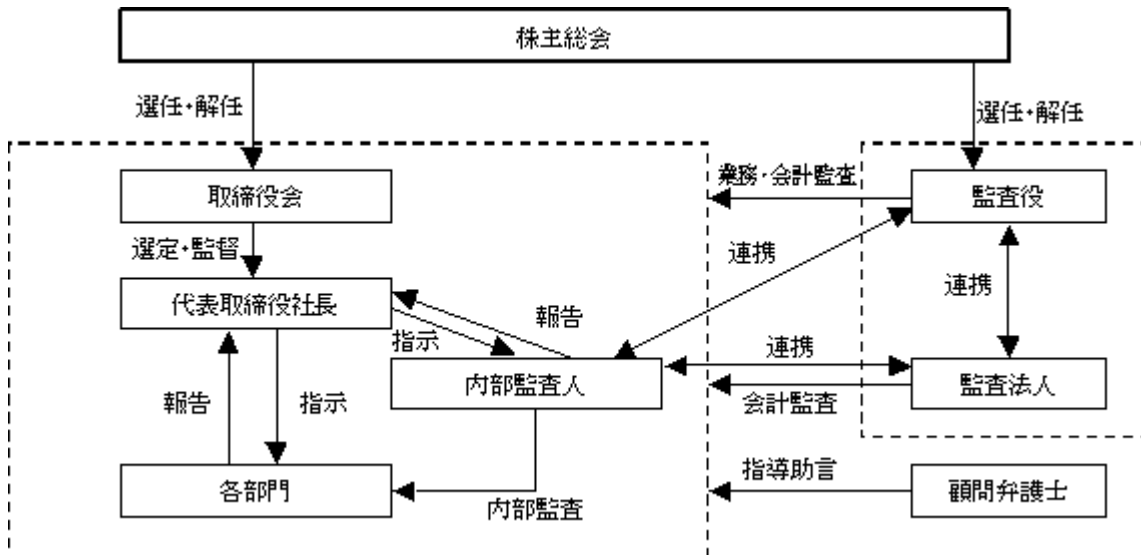 株主総会
選任・解任
選任・解任
取締役会
業務・会計監査
監査役
選定・監督
連携
連携
代表取締役社長
報告
指示
連携
内部監査人
監査法人
報告
指示
会計監査
指導助言
各部門
顧問弁護士
内部監査